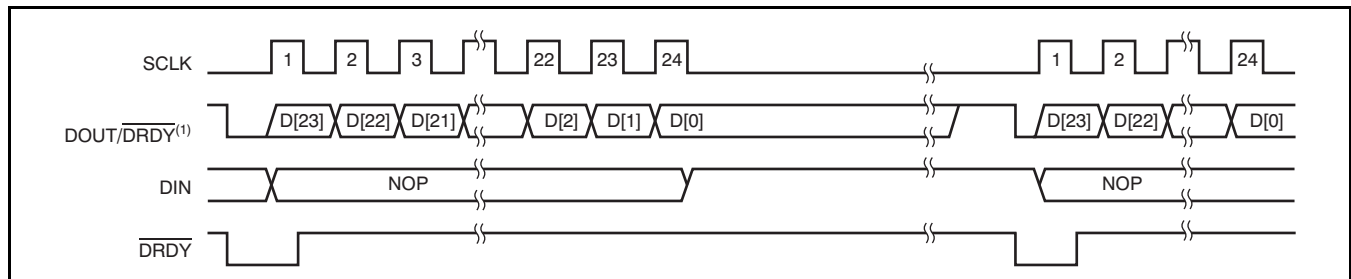 SCLK 1 2 3 22 23 24 1 2 24
DOUT/DRDY(1) D[23] D[22] D[21] D[2] D[1] D[0] D[23] D[22] D[0]
DIN NOP NOP
DRDY